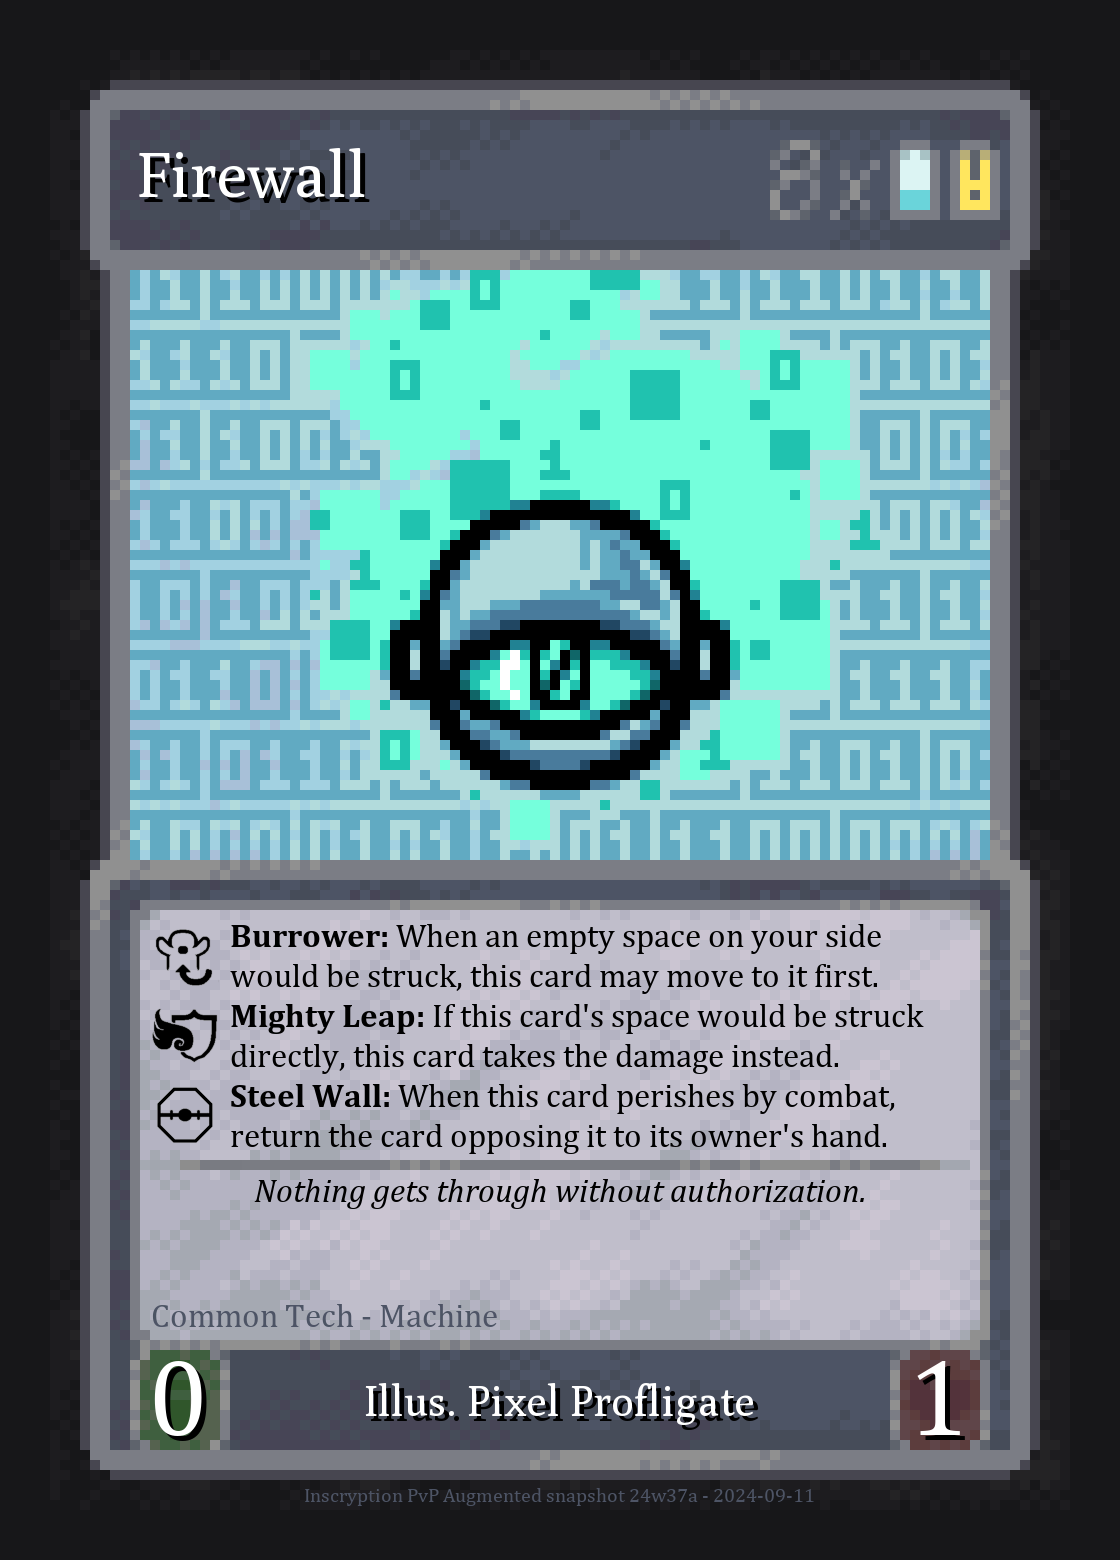 Firewall 8x
Burrower: When an empty space on your side
would be struck, this card may move to it first.
Mighty Leap: If this card's space would be struck
directly, this card takes the damage instead.
Steel Wall: When this card perishes by combat,
return the card opposing it to its owner's hand.
Nothing gets through without authorization.
Common Tech - Machine
0 Illus. Pixel Profligate 1
Inscryption PvP Augmented snapshot 24w37a - 2024-09-11